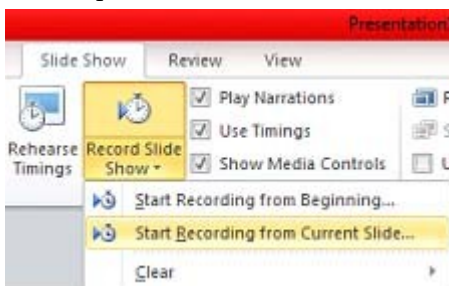 Presentation
Slide Show Review View
Rehearse Timings
Record Slide Show
Play Narrations
Use Timings
Show Media Controls
Start Recording from Beginning...
Start Recording from Current Slide...
Clear